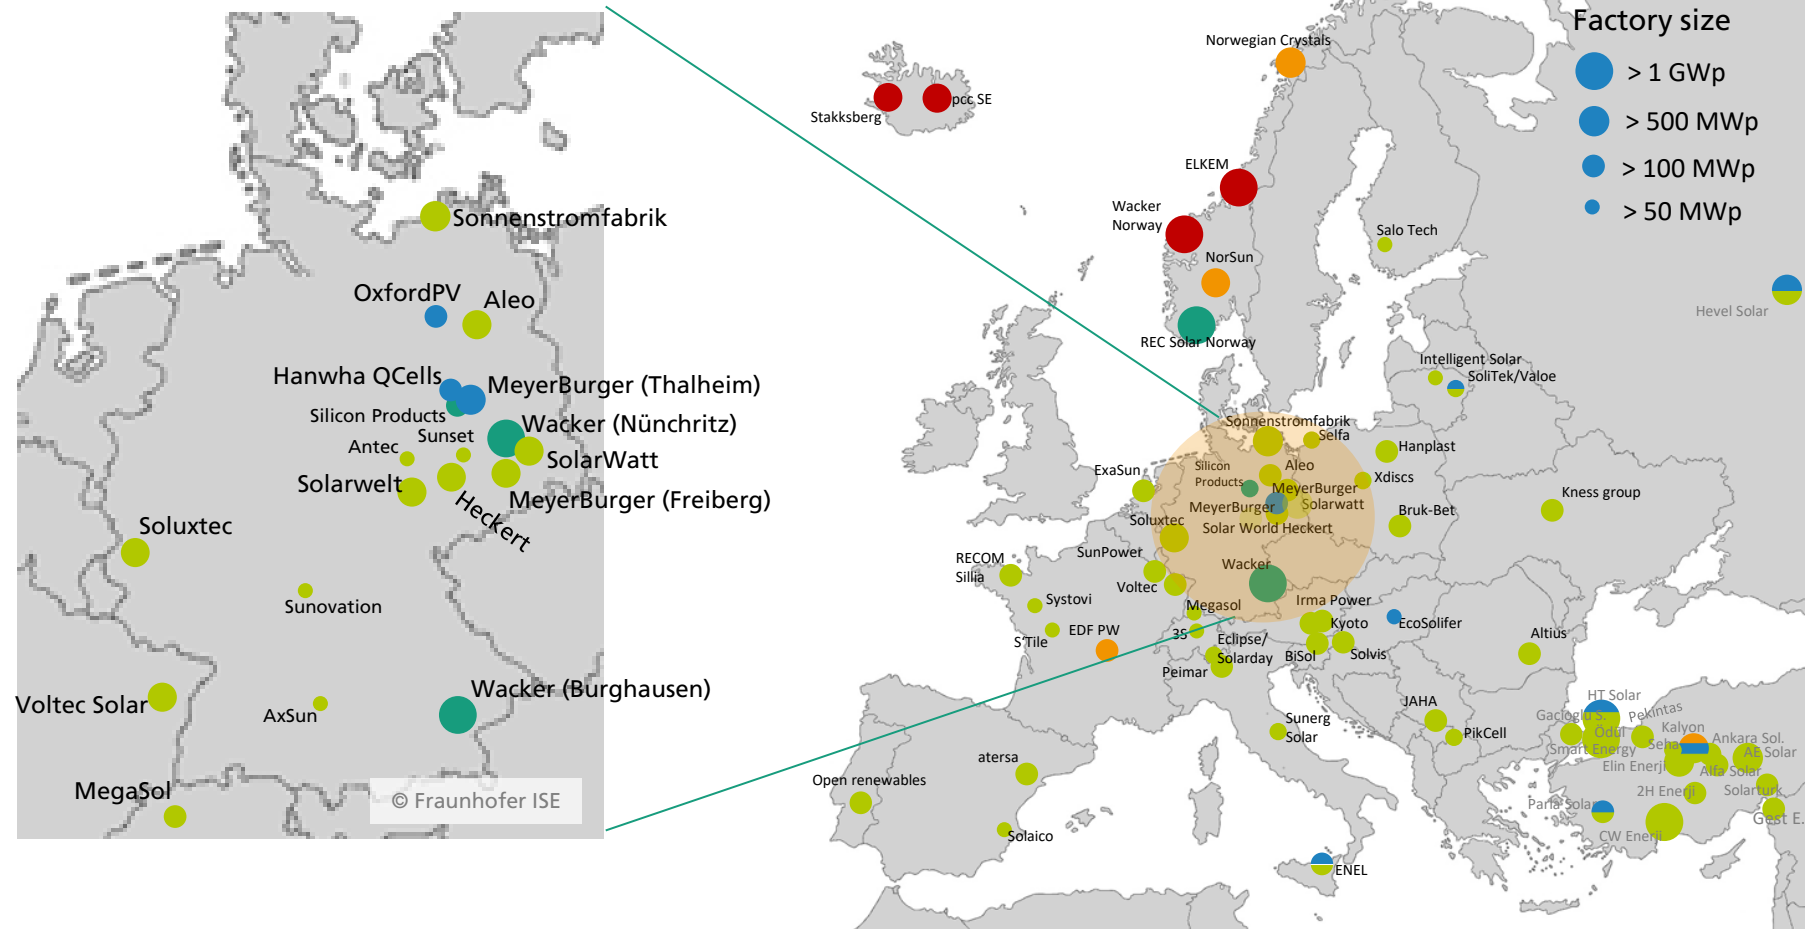 Sonnenstromfabrik
OxfordPV
Aleo
Hanwha QCells
MeyerBurger (Thalheim)
Silicon Products
Wacker (Nünchritz)
Antec
Sunset
SolarWatt
Solarwelt
MeyerBurger (Freiberg)
Heckert
Soluxtec
Sunovation
Voltec Solar
AxSun
Wacker (Burghausen)
MegaSol
© Fraunhofer ISE
Factory size
> 1 GWp
> 500 MWp
> 100 MWp
> 50 MWp
Norwegian Crystals
Stakksberg
pcc SE
ELKEM
Wacker
Norway
NorSun
REC Solar Norway
Salo Tech
Hevel Solar
Intelligent Solar
SoliTek/Valoe
Sonnenstromfabrik
Selfa
Hanplast
ExaSun
Silicon
Products
Aleo
Xdiscs
MeyerBurger
MeyerBurger
Solarwatt
Kness group
Bruk-Bet
Soluxtec
Solar World Heckert
SunPower
RECOM
Sillia
Voltec
Wacker
Systovi
Megasol
Irma Power
S'Tile
EDF PW
3S
Kyoto
EcoSolifer
Eclipse/
Solarday
BiSol
Solvis
Altius
Peimar
JAHA
PikCell
Sunerg
Solar
atersa
Open renewables
Solaico
ENEL
HT Solar
Gacioglu S.
Pekintas
Ödül
Kalyon
Smart Energy
Seha
Ankara Sol.
AE Solar
Elin Enerji
Alfa Solar
2H Enerji
Solarturk
Parla Solar
Gest E.
CW Enerji